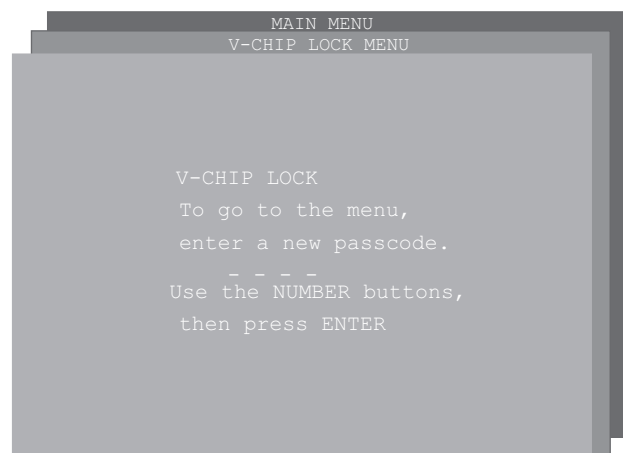 MAIN MENU
V-CHIP LOCK MENU
V-CHIP LOCK
To go to the menu,
enter a new passcode.
_ _ _ _
Use the NUMBER buttons,
then press ENTER